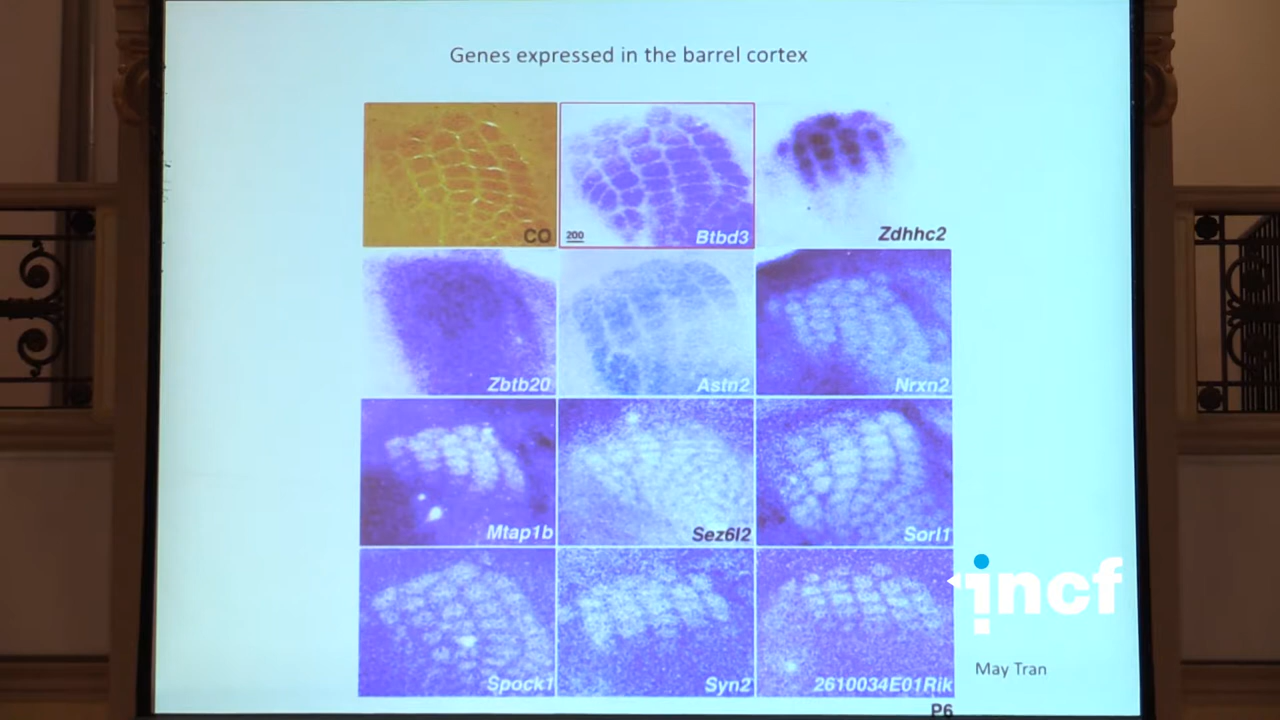 Genes expressed in the barrel cortex
CO
200
Btbd3
Zdhhc2
Zbtb20
Astn2
Nrxn2
Mtap1b
Sez6l2
Sorl1
Spock1
Syn2
2610034E01Rik
incf
May Tran
P6